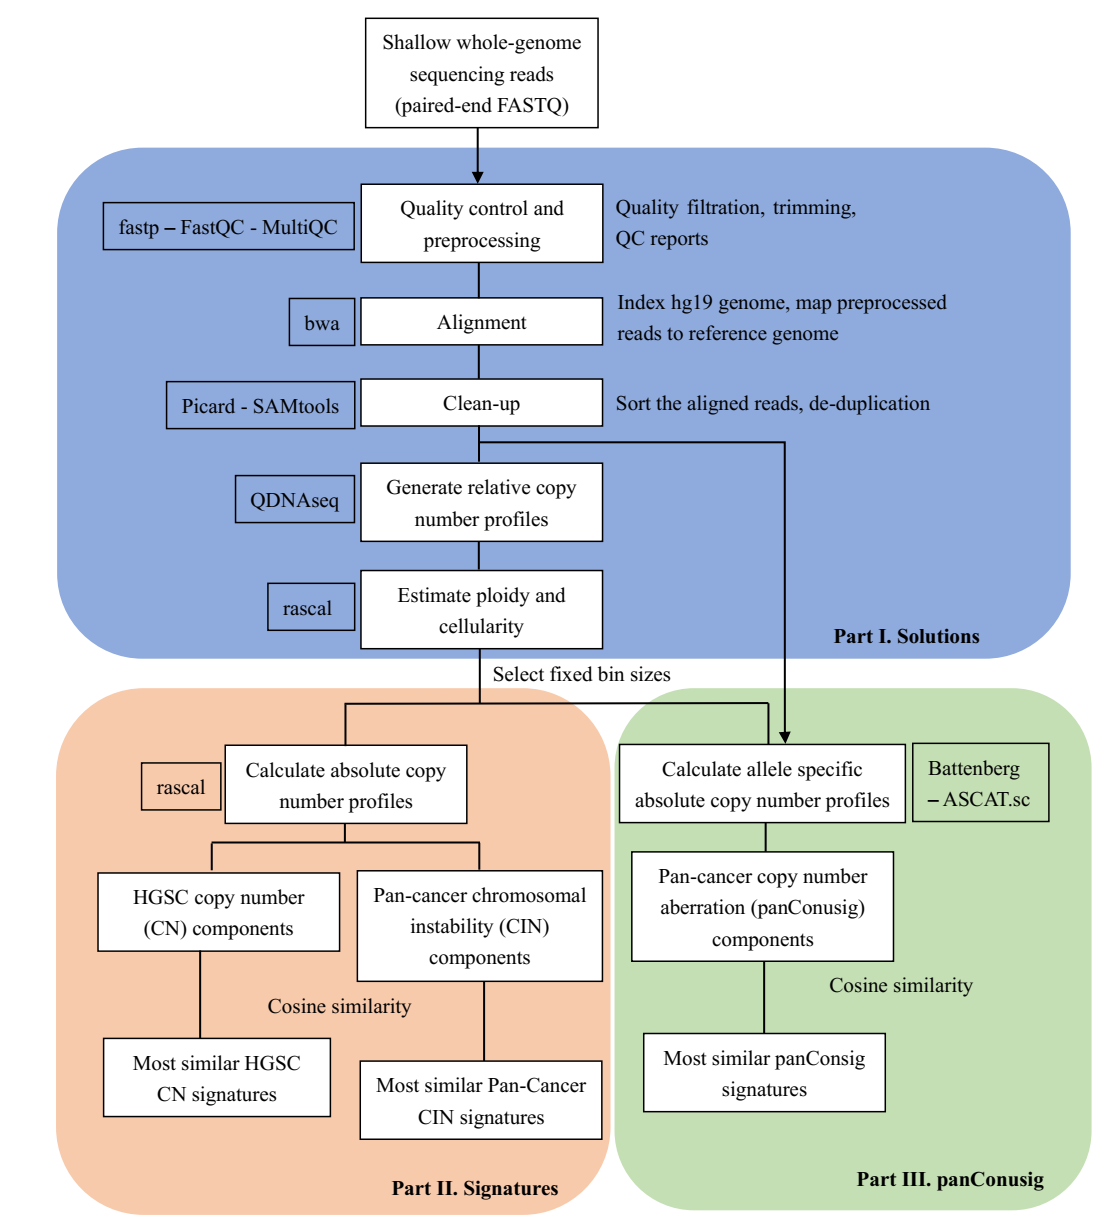 Shallow whole-genome
sequencing reads
(paired-end FASTQ)
fastp – FastQC - MultiQC
Quality control and
preprocessing
Quality filtration, trimming,
QC reports
bwa
Alignment
Index hg19 genome, map preprocessed
reads to reference genome
Picard - SAMtools
Clean-up
Sort the aligned reads, de-duplication
QDNAseq
Generate relative copy
number profiles
rascal
Estimate ploidy and
cellularity
Part I. Solutions
Select fixed bin sizes
rascal
Calculate absolute copy
number profiles
HGSC copy number
(CN) components
Pan-cancer chromosomal
instability (CIN)
components
Cosine similarity
Most similar HGSC
CN signatures
Most similar Pan-Cancer
CIN signatures
Part II. Signatures
Calculate allele specific
absolute copy number profiles
Battenberg
– ASCAT.sc
Pan-cancer copy number
aberration (panConusig)
components
Cosine similarity
Most similar panConsig
signatures
Part III. panConusig